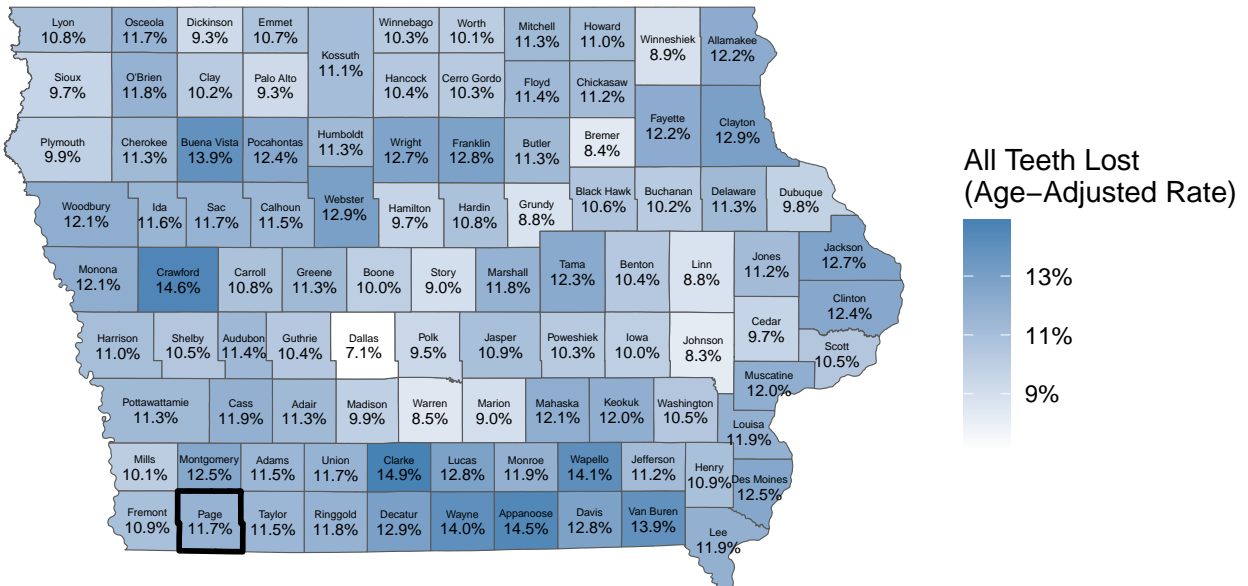 Lyon
10.8%
Osceola
11.7%
Dickinson
9.3%
Emmet
10.7%
Kossuth
11.1%
Winnebago
10.3%
Worth
10.1%
Mitchell
11.3%
Howard
11.0%
Winneshiek
8.9%
Allamakee
12.2%
Sioux
9.7%
O'Brien
11.8%
Clay
10.2%
Palo Alto
9.3%
Hancock
10.4%
Cerro Gordo
10.3%
Floyd
11.4%
Chickasaw
11.2%
Fayette
12.2%
Clayton
12.9%
Plymouth
9.9%
Cherokee
11.3%
Buena Vista
13.9%
Pocahontas
12.4%
Humboldt
11.3%
Wright
12.7%
Franklin
12.8%
Butler
11.3%
Bremer
8.4%
Woodbury
12.1%
Ida
11.6%
Sac
11.7%
Calhoun
11.5%
Webster
12.9%
Hamilton
9.7%
Hardin
10.8%
Grundy
8.8%
Black Hawk
10.6%
Buchanan
10.2%
Delaware
11.3%
Dubuque
9.8%
Monona
12.1%
Crawford
14.6%
Carroll
10.8%
Greene
11.3%
Boone
10.0%
Story
9.0%
Marshall
11.8%
Tama
12.3%
Benton
10.4%
Linn
8.8%
Jones
11.2%
Jackson
12.7%
Clinton
12.4%
Harrison
11.0%
Shelby
10.5%
Audubon
11.4%
Guthrie
10.4%
Dallas
7.1%
Polk
9.5%
Jasper
10.9%
Poweshiek
10.3%
Iowa
10.0%
Johnson
8.3%
Cedar
9.7%
Scott
10.5%
Muscatine
12.0%
Pottawattamie
11.3%
Cass
11.9%
Adair
11.3%
Madison
9.9%
Warren
8.5%
Marion
9.0%
Mahaska
12.1%
Keokuk
12.0%
Washington
10.5%
Louisa
11.9%
Mills
10.1%
Montgomery
12.5%
Adams
11.5%
Union
11.7%
Clarke
14.9%
Lucas
12.8%
Monroe
11.9%
Wapello
14.1%
Jefferson
11.2%
Henry
10.9%
Des Moines
12.5%
Fremont
10.9%
Page
11.7%
Taylor
11.5%
Ringgold
11.8%
Decatur
12.9%
Wayne
14.0%
Appanoose
14.5%
Davis
12.8%
Van Buren
13.9%
Lee
11.9%
All Teeth Lost
(Age−Adjusted Rate)
13%
11%
9%